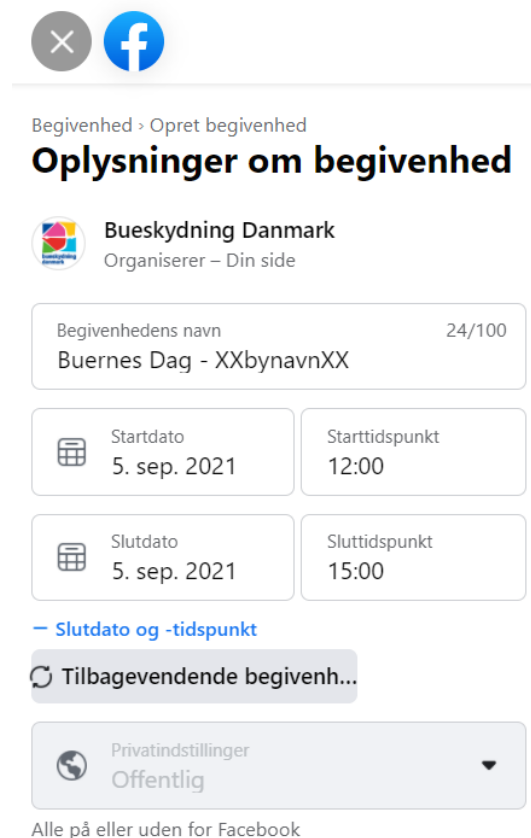 Begivenhed › Opret begivenhed
Oplysninger om begivenhed
Bueskydning Danmark
Organiserer – Din side
Begivenhedens navn 24/100
Buernes Dag - XXbynavnXX
Startdato Starttidspunkt
5. sep. 2021 12:00
Slutdato Sluttidspunkt
5. sep. 2021 15:00
− Slutdato og -tidspunkt
Tilbagevendende begivenh...
Privatindstillinger
Offentlig
Alle på eller uden for Facebook